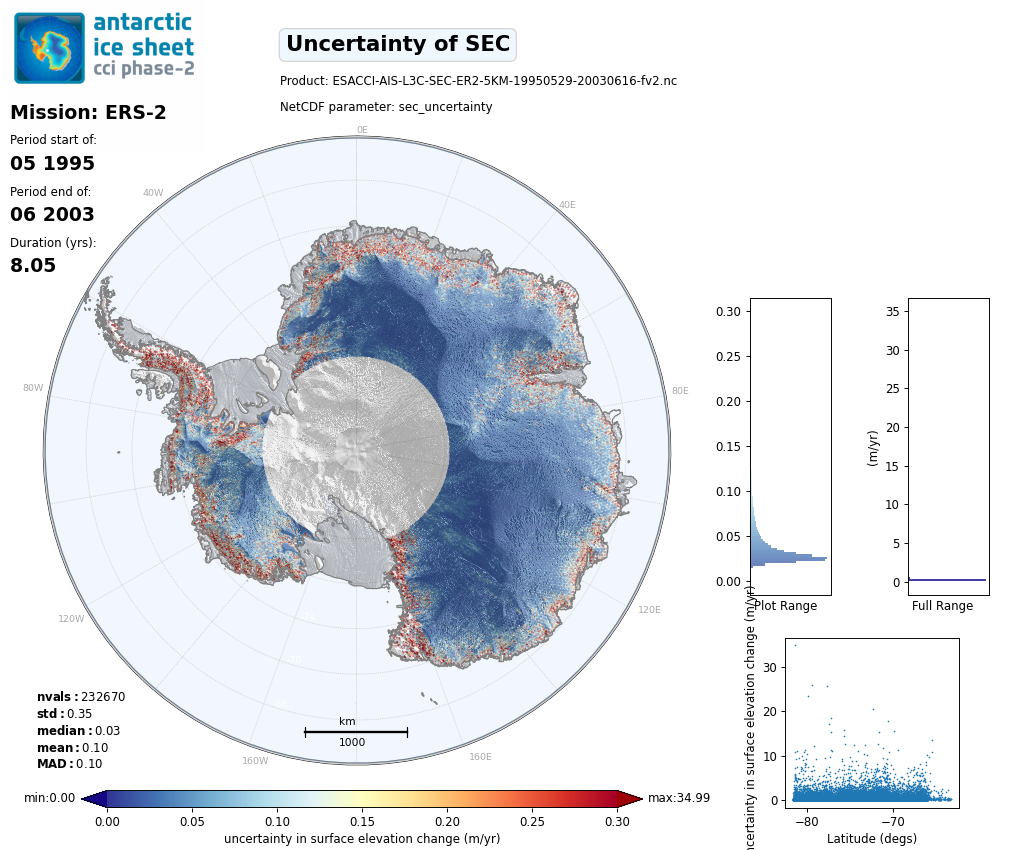 antarctic
ice sheet
cci phase-2
Uncertainty of SEC
Product: ESACCI-AIS-L3C-SEC-ER2-5KM-19950529-20030616-fv2.nc
NetCDF parameter: sec_uncertainty
Mission: ERS-2
Period start of:
05 1995
Period end of:
06 2003
Duration (yrs):
8.05
0E
40W
40E
80W
80E
120W
120E
160W
160E
km
1000
nvals: 232670
std: 0.35
median: 0.03
mean: 0.10
MAD: 0.10
min:0.00
max:34.99
0.00 0.05 0.10 0.15 0.20 0.25 0.30
uncertainty in surface elevation change (m/yr)
0.30
0.25
0.20
0.15
0.10
0.05
0.00
Plot Range
(m/yr)
35
30
25
20
15
10
5
0
Full Range
ncertainty in surface elevation change (m/yr)
30
20
10
0
−80 −70
Latitude (degs)